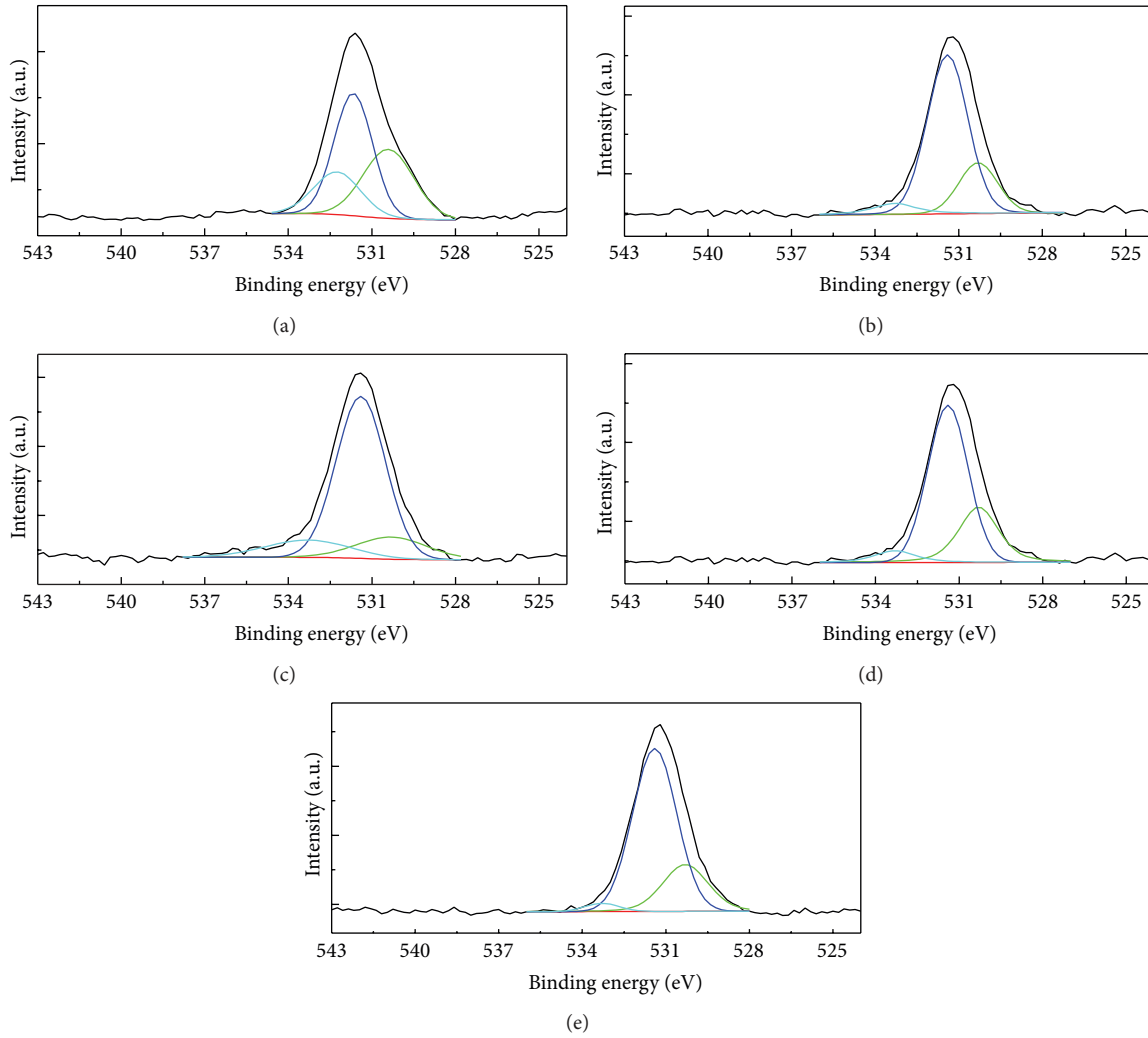 Intensity (a.u.)
543 540 537 534 531 528 525
Binding energy (eV)
(a)
Intensity (a.u.)
543 540 537 534 531 528 525
Binding energy (eV)
(b)
Intensity (a.u.)
543 540 537 534 531 528 525
Binding energy (eV)
(c)
Intensity (a.u.)
543 540 537 534 531 528 525
Binding energy (eV)
(d)
Intensity (a.u.)
543 540 537 534 531 528 525
Binding energy (eV)
(e)